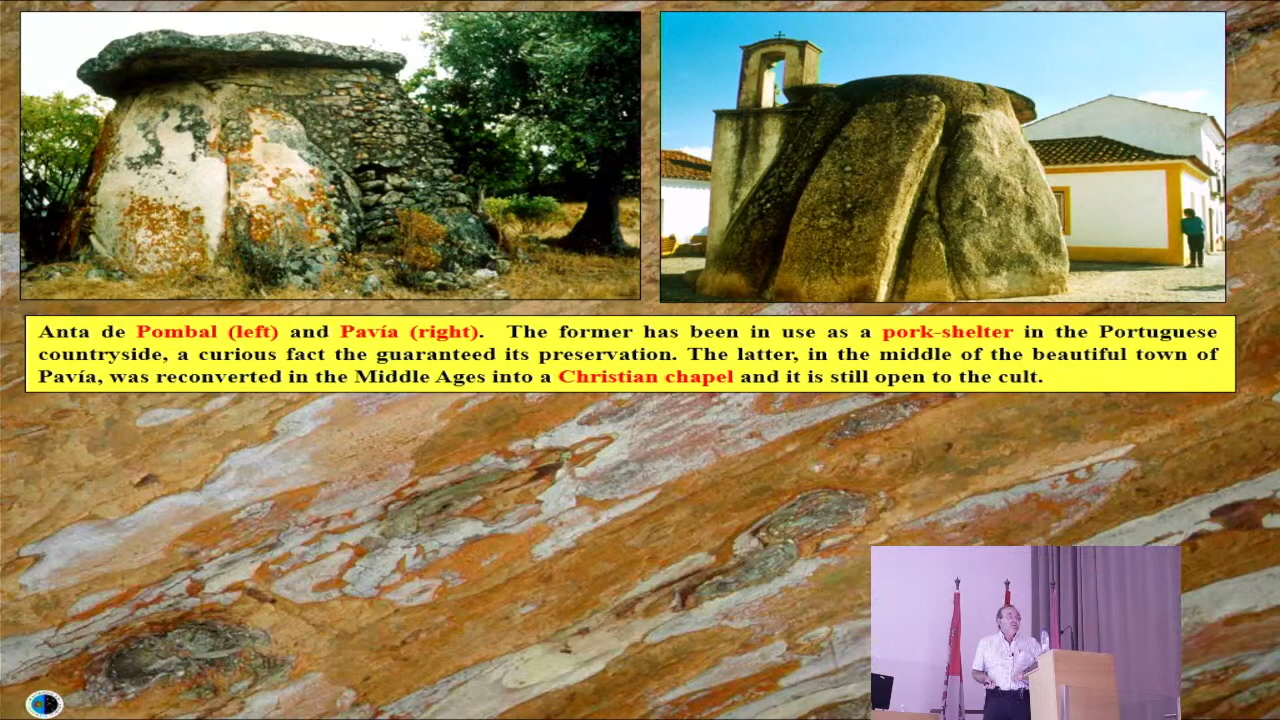 Anta de Pombal (left) and Pavía (right). The former has been in use as a pork-shelter in the Portuguese
countryside, a curious fact the guaranteed its preservation. The latter, in the middle of the beautiful town of
Pavía, was reconverted in the Middle Ages into a Christian chapel and it is still open to the cult.